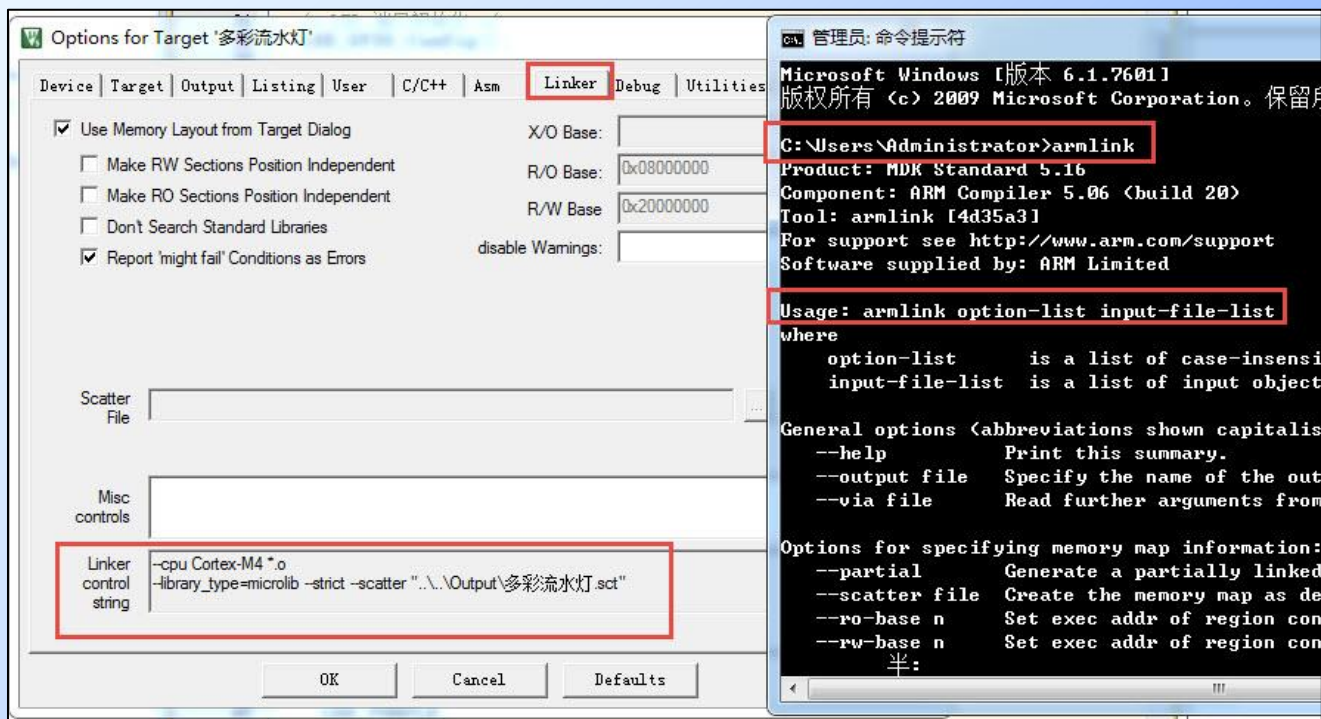 Options for Target '多彩流水灯'
Device Target Output Listing User C/C++ Asm Linker Debug Utilities
Use Memory Layout from Target Dialog
Make RW Sections Position Independent
Make RO Sections Position Independent
Don't Search Standard Libraries
Report 'might fail' Conditions as Errors
X/O Base:
R/O Base: 0x08000000
R/W Base 0x20000000
disable Warnings:
Scatter
File
...
Misc
controls
Linker
control
string
--cpu Cortex-M4 *.o
--library_type=microlib --strict --scatter "..\..\Output\多彩流水灯.sct"
OK Cancel Defaults
管理员: 命令提示符
Microsoft Windows [版本 6.1.7601]
版权所有 (c) 2009 Microsoft Corporation。保留
C:\Users\Administrator>armlink
Product: MDK Standard 5.16
Component: ARM Compiler 5.06 (build 20)
Tool: armlink [4d35a3]
For support see http://www.arm.com/support
Software supplied by: ARM Limited
Usage: armlink option-list input-file-list
where
option-list is a list of case-insensi
input-file-list is a list of input object
General options (abbreviations shown capitalis
--help Print this summary.
--output file Specify the name of the out
--via file Read further arguments from
Options for specifying memory map information:
--partial Generate a partially linked
--scatter file Create the memory map as de
--ro-base n Set exec addr of region con
--rw-base n Set exec addr of region con
半: